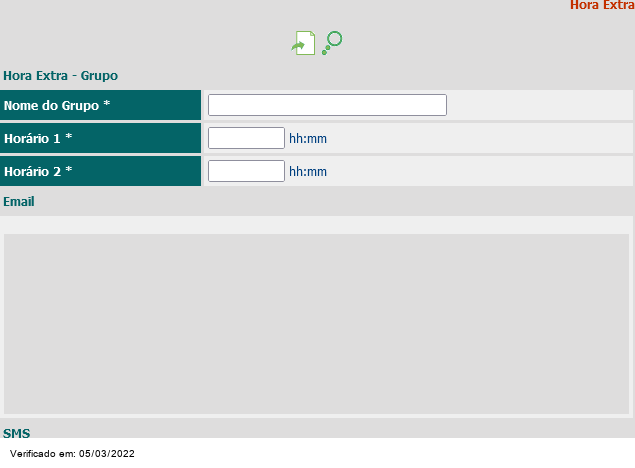 Hora Extra
Hora Extra - Grupo
Nome do Grupo *
Horário 1 * hh:mm
Horário 2 * hh:mm
Email
SMS
Verificado em: 05/03/2022